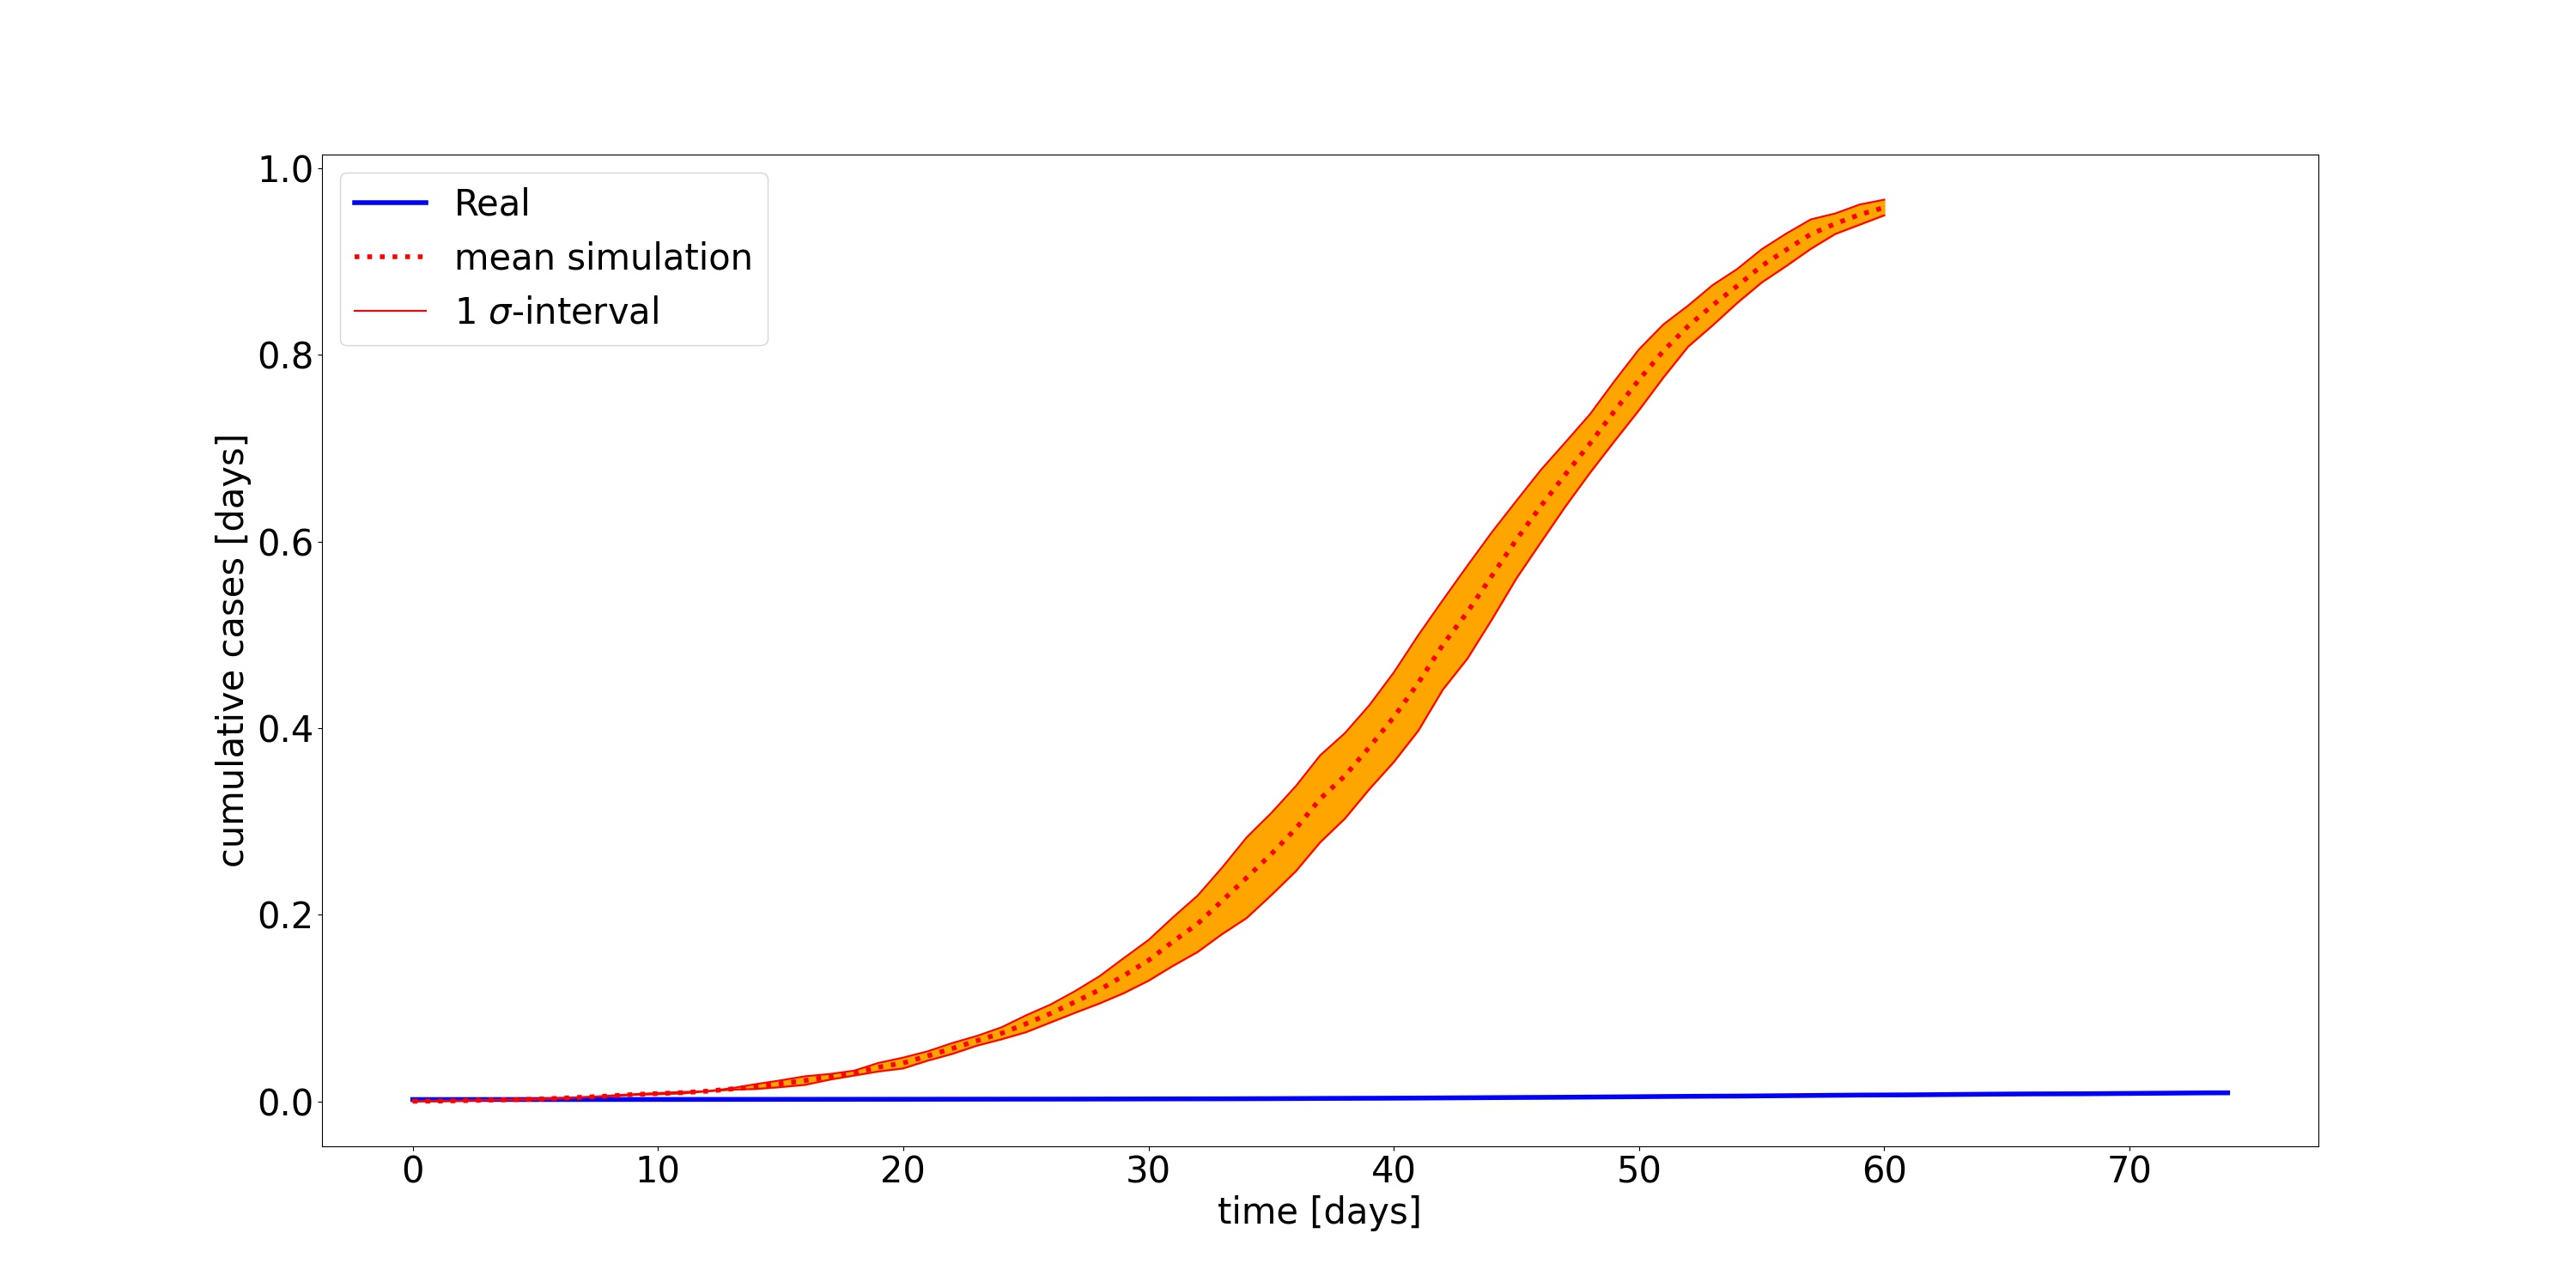 Real
mean simulation
1 σ-interval
1.0
0.8
0.6
0.4
0.2
0.0
cumulative cases [days]
0 10 20 30 40 50 60 70
time [days]